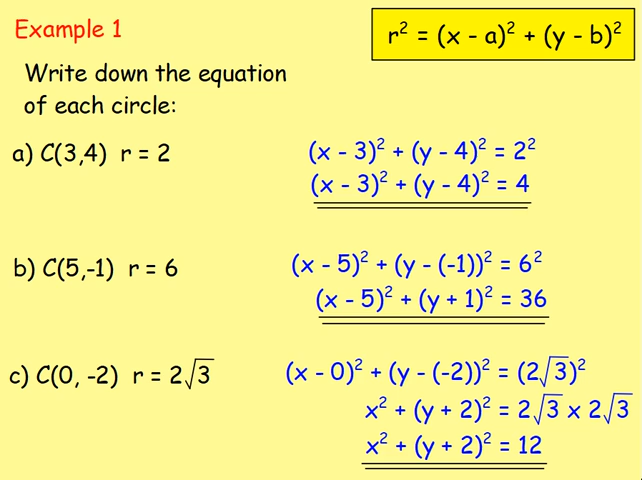 Example 1
r² = (x - a)² + (y - b)²
Write down the equation
of each circle:
a) C(3,4) r = 2
(x - 3)² + (y - 4)² = 2²
(x - 3)² + (y - 4)² = 4
b) C(5,-1) r = 6
(x - 5)² + (y - (-1))² = 6²
(x - 5)² + (y + 1)² = 36
c) C(0, -2) r = 2√3
(x - 0)² + (y - (-2))² = (2√3)²
x² + (y + 2)² = 2√3 x 2√3
x² + (y + 2)² = 12